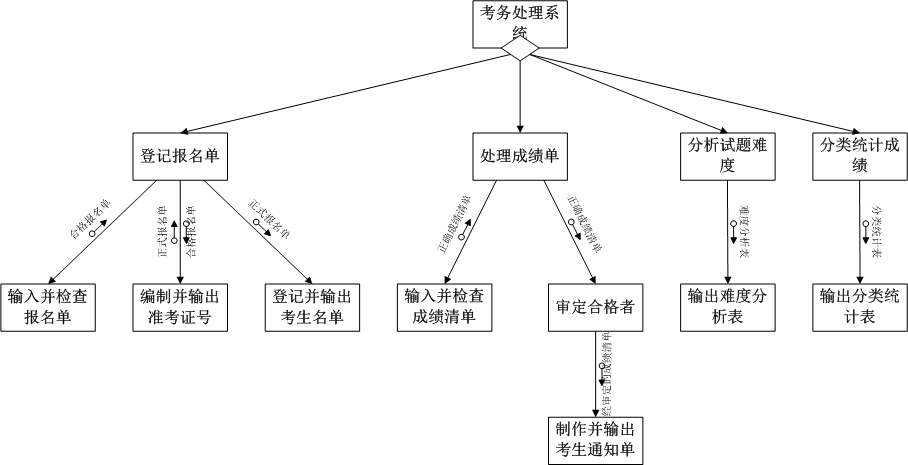 考务处理系
统
登记报名单
处理成绩单
分析试题难
度
分类统计成
绩
合格报名单
正式报名单
合格报名单
正式报名单
正确成绩清单
正确成绩清单
难度分析表
分类统计表
输入并检查
报名单
编制并输出
准考证号
登记并输出
考生名单
输入并检查
成绩清单
审定合格者
输出难度分
析表
输出分类统
计表
经审定的成绩清单
制作并输出
考生通知单